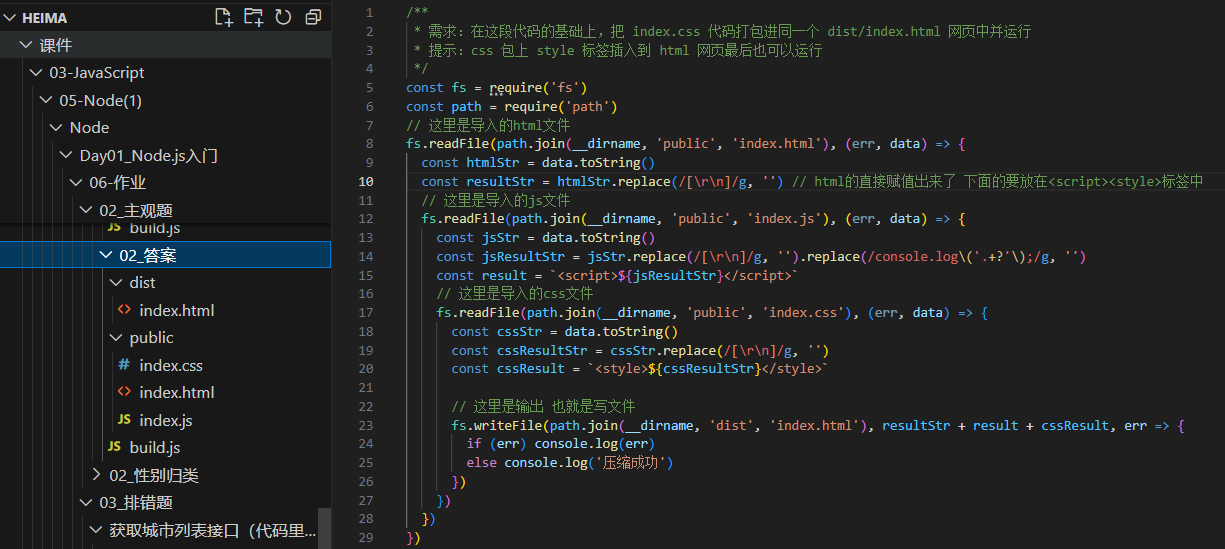 HEIMA
课件
03-JavaScript
05-Node(1)
Node
Day01_Node.js入门
06-作业
02_主观题
JS build.js
02_答案
dist
<> index.html
public
# index.css
<> index.html
JS index.js
JS build.js
02_性别归类
03_排错题
获取城市列表接口（代码里...
1 /**
2  * 需求：在这段代码的基础上，把 index.css 代码打包进同一个 dist/index.html 网页中并运行
3  * 提示：css 包上 style 标签插入到 html 网页最后也可以运行
4  */
5 const fs = require('fs')
6 const path = require('path')
7 // 这里是导入的html文件
8 fs.readFile(path.join(__dirname, 'public', 'index.html'), (err, data) => {
9   const htmlStr = data.toString()
10   const resultStr = htmlStr.replace(/[\r\n]/g, '') // html的直接赋值出来了 下面的要放在<script><style>标签中
11   // 这里是导入的js文件
12   fs.readFile(path.join(__dirname, 'public', 'index.js'), (err, data) => {
13     const jsStr = data.toString()
14     const jsResultStr = jsStr.replace(/[\r\n]/g, '').replace(/console.log\('.+?'\);/g, '')
15     const result = `<script>${jsResultStr}</script>`
16     // 这里是导入的css文件
17     fs.readFile(path.join(__dirname, 'public', 'index.css'), (err, data) => {
18       const cssStr = data.toString()
19       const cssResultStr = cssStr.replace(/[\r\n]/g, '')
20       const cssResult = `<style>${cssResultStr}</style>`
21
22       // 这里是输出 也就是写文件
23       fs.writeFile(path.join(__dirname, 'dist', 'index.html'), resultStr + result + cssResult, err => {
24         if (err) console.log(err)
25         else console.log('压缩成功')
26       })
27     })
28   })
29 })